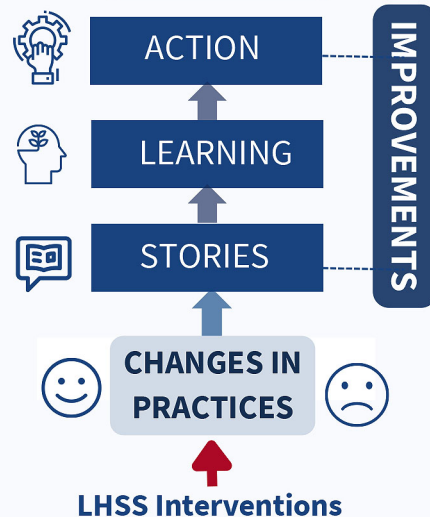 ACTION
LEARNING
STORIES
IMPROVEMENTS
CHANGES IN
PRACTICES
LHSS Interventions